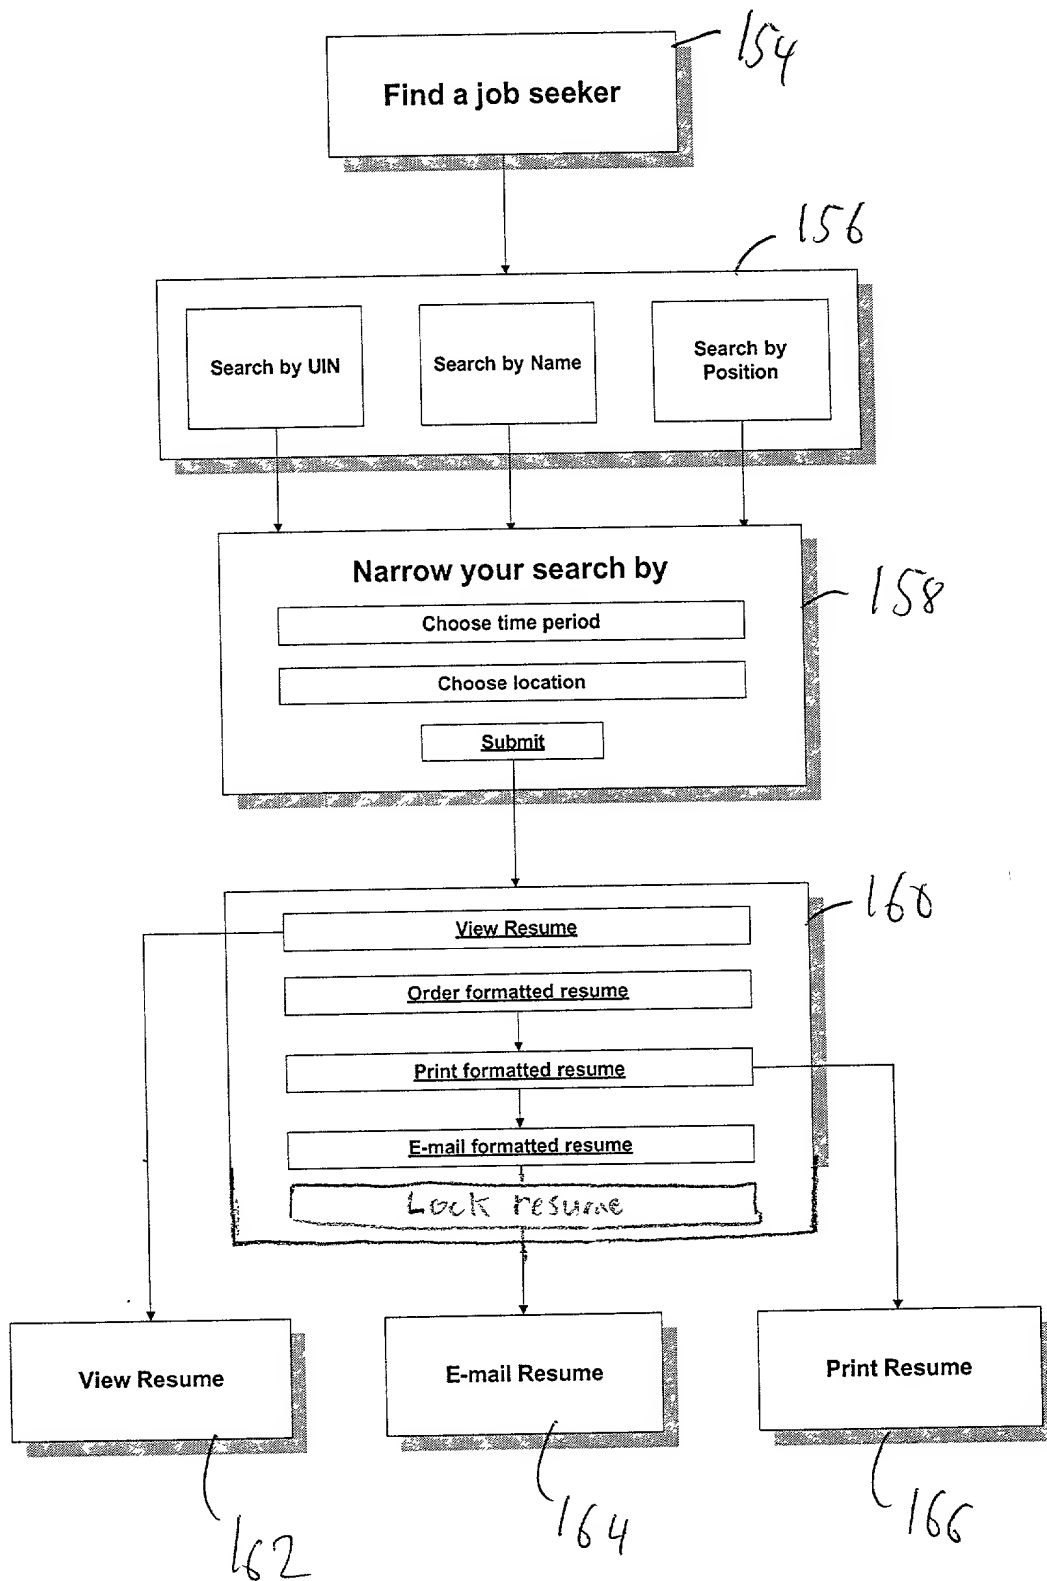 154
Find a job seeker
156
Search by UIN
Search by Name
Search by
Position
Narrow your search by
158
Choose time period
Choose location
Submit
160
View Resume
Order formatted resume
Print formatted resume
E-mail formatted resume
Lock resume
View Resume
E-mail Resume
Print Resume
162
164
166